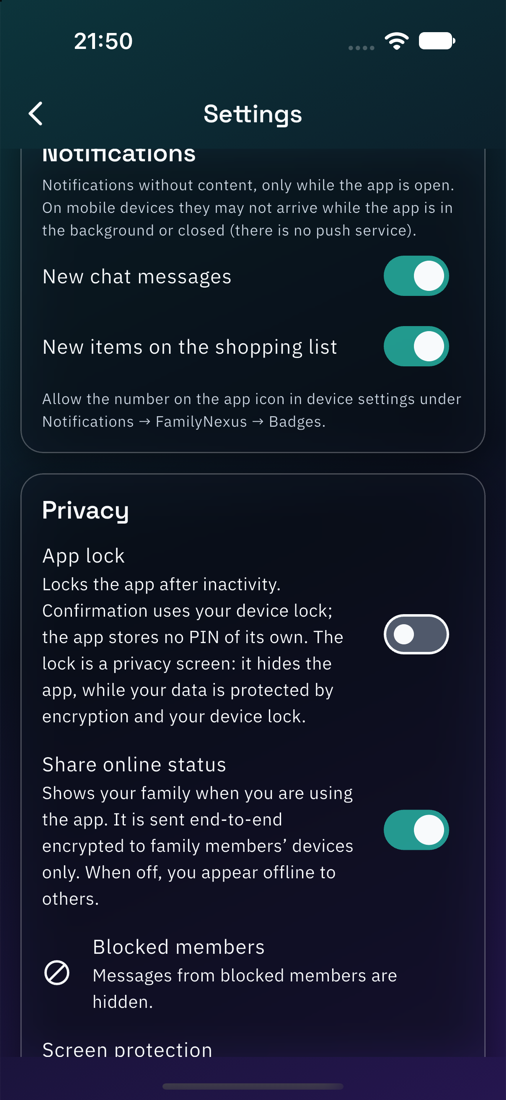 21:50
Settings
Notifications
Notifications without content, only while the app is open.
On mobile devices they may not arrive while the app is in
the background or closed (there is no push service).
New chat messages
New items on the shopping list
Allow the number on the app icon in device settings under
Notifications → FamilyNexus → Badges.
Privacy
App lock
Locks the app after inactivity.
Confirmation uses your device lock;
the app stores no PIN of its own. The
lock is a privacy screen: it hides the
app, while your data is protected by
encryption and your device lock.
Share online status
Shows your family when you are using
the app. It is sent end-to-end
encrypted to family members’ devices
only. When off, you appear offline to
others.
Blocked members
Messages from blocked members are
hidden.
Screen protection